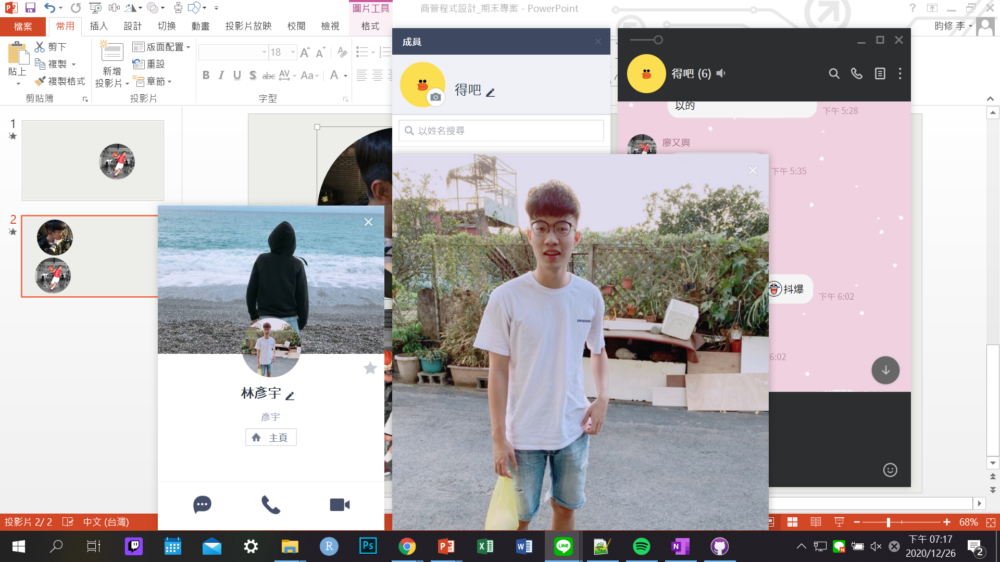 圖片工具
商管程式設計_期末專案 - PowerPoint
檔案
常用
插入
設計
切換
動畫
投影片放映
校閱
檢視
格式
昀修 李
貼上
剪下
複製
複製格式
剪貼簿
新增
投影片
版面配置
重設
章節
投影片
18
B I U S abc AV Aa A
字型
1
2
成員
得吧
以姓名搜尋
得吧 (6)
以的
下午 5:28
廖又興
下午 5:35
抖爆
下午 6:02
6:02
patagonia
林彥宇
彥宇
主頁
投影片 2/ 2
中文 (台灣)
68%
R
Ps
LINE
N
下午 07:17
2020/12/26
2